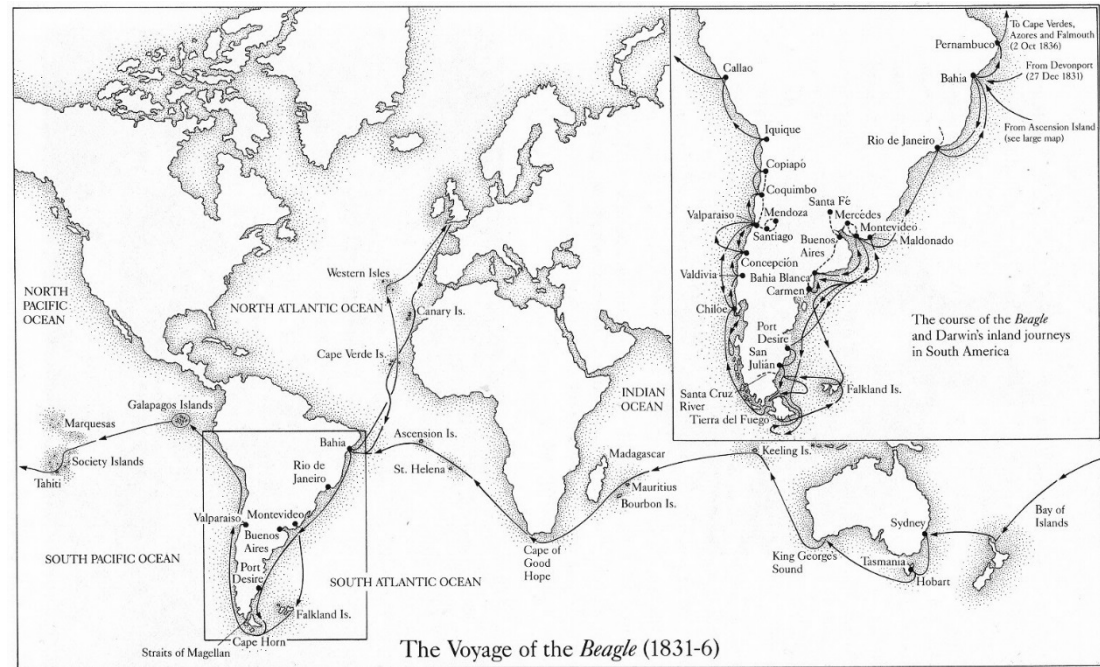 NORTH
PACIFIC
OCEAN
Western Isles
NORTH ATLANTIC OCEAN
Canary Is.
Cape Verde Is.
Galapagos Islands
Marquesas
Society Islands
Tahiti
SOUTH PACIFIC OCEAN
Bahia
Rio de
Janeiro
Montevideo
Valparaiso
Buenos
Aires
Port
Desire
Falkland Is.
Cape Horn
Straits of Magellan
Ascension Is.
St. Helena
SOUTH ATLANTIC OCEAN
INDIAN
OCEAN
Madagascar
Mauritius
Bourbon Is.
Cape of
Good
Hope
Keeling Is.
King George's
Sound
Sydney
Tasmania
Hobart
Bay of
Islands
The Voyage of the Beagle (1831-6)
To Cape Verdes,
Azores and Falmouth
(2 Oct 1836)
Pernambuco
Bahia
From Devonport
(27 Dec 1831)
From Ascension Island
(see large map)
Rio de Janeiro
Callao
Iquique
Copiapó
Coquimbo
Santa Fé
Mendoza
Mercedes
Valparaiso
Montevideo
Santiago
Buenos
Aires
Maldonado
Concepción
Valdivia
Bahia Blanca
Carmen
Chiloe
Port
Desire
San
Julián
Santa Cruz
River
Falkland Is.
Tierra del Fuego
The course of the Beagle
and Darwin's inland journeys
in South America